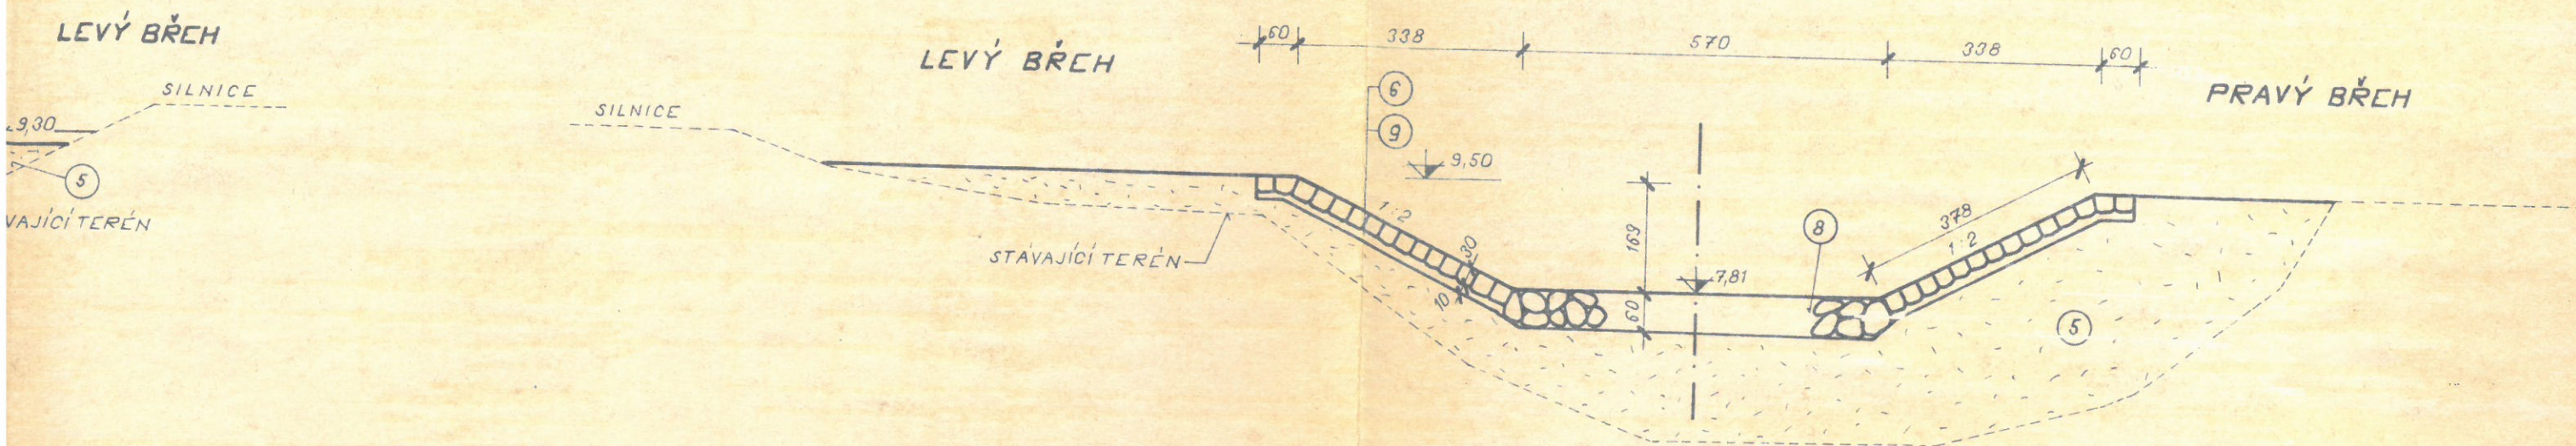 LEVÝ BŘEH
SILNICE
9,30
5
VAJÍCÍ TERÉN
SILNICE
LEVÝ BŘEH
60 338 570 338 60
6
9
9,50
STÁVAJÍCÍ TERÉN
1:2
30
10
169
60
7,81
8
378
1:2
5
PRAVÝ BŘEH